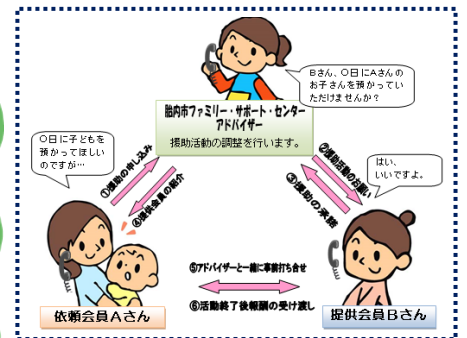 Bさん、○日にAさんの
お子さんを預かってい
ただけませんか？
胎内市ファミリー・サポート・センター
アドバイザー
援助活動の調整を行います。
○日に子どもを
預かってほしい
のですが…
①援助の申し込み
④提供会員の紹介
②援助活動のお願い
③援助の承諾
はい、
いいですよ。
⑤アドバイザーと一緒に事前打ち合せ
⑥活動終了後報酬の受け渡し
依頼会員Aさん
提供会員Bさん